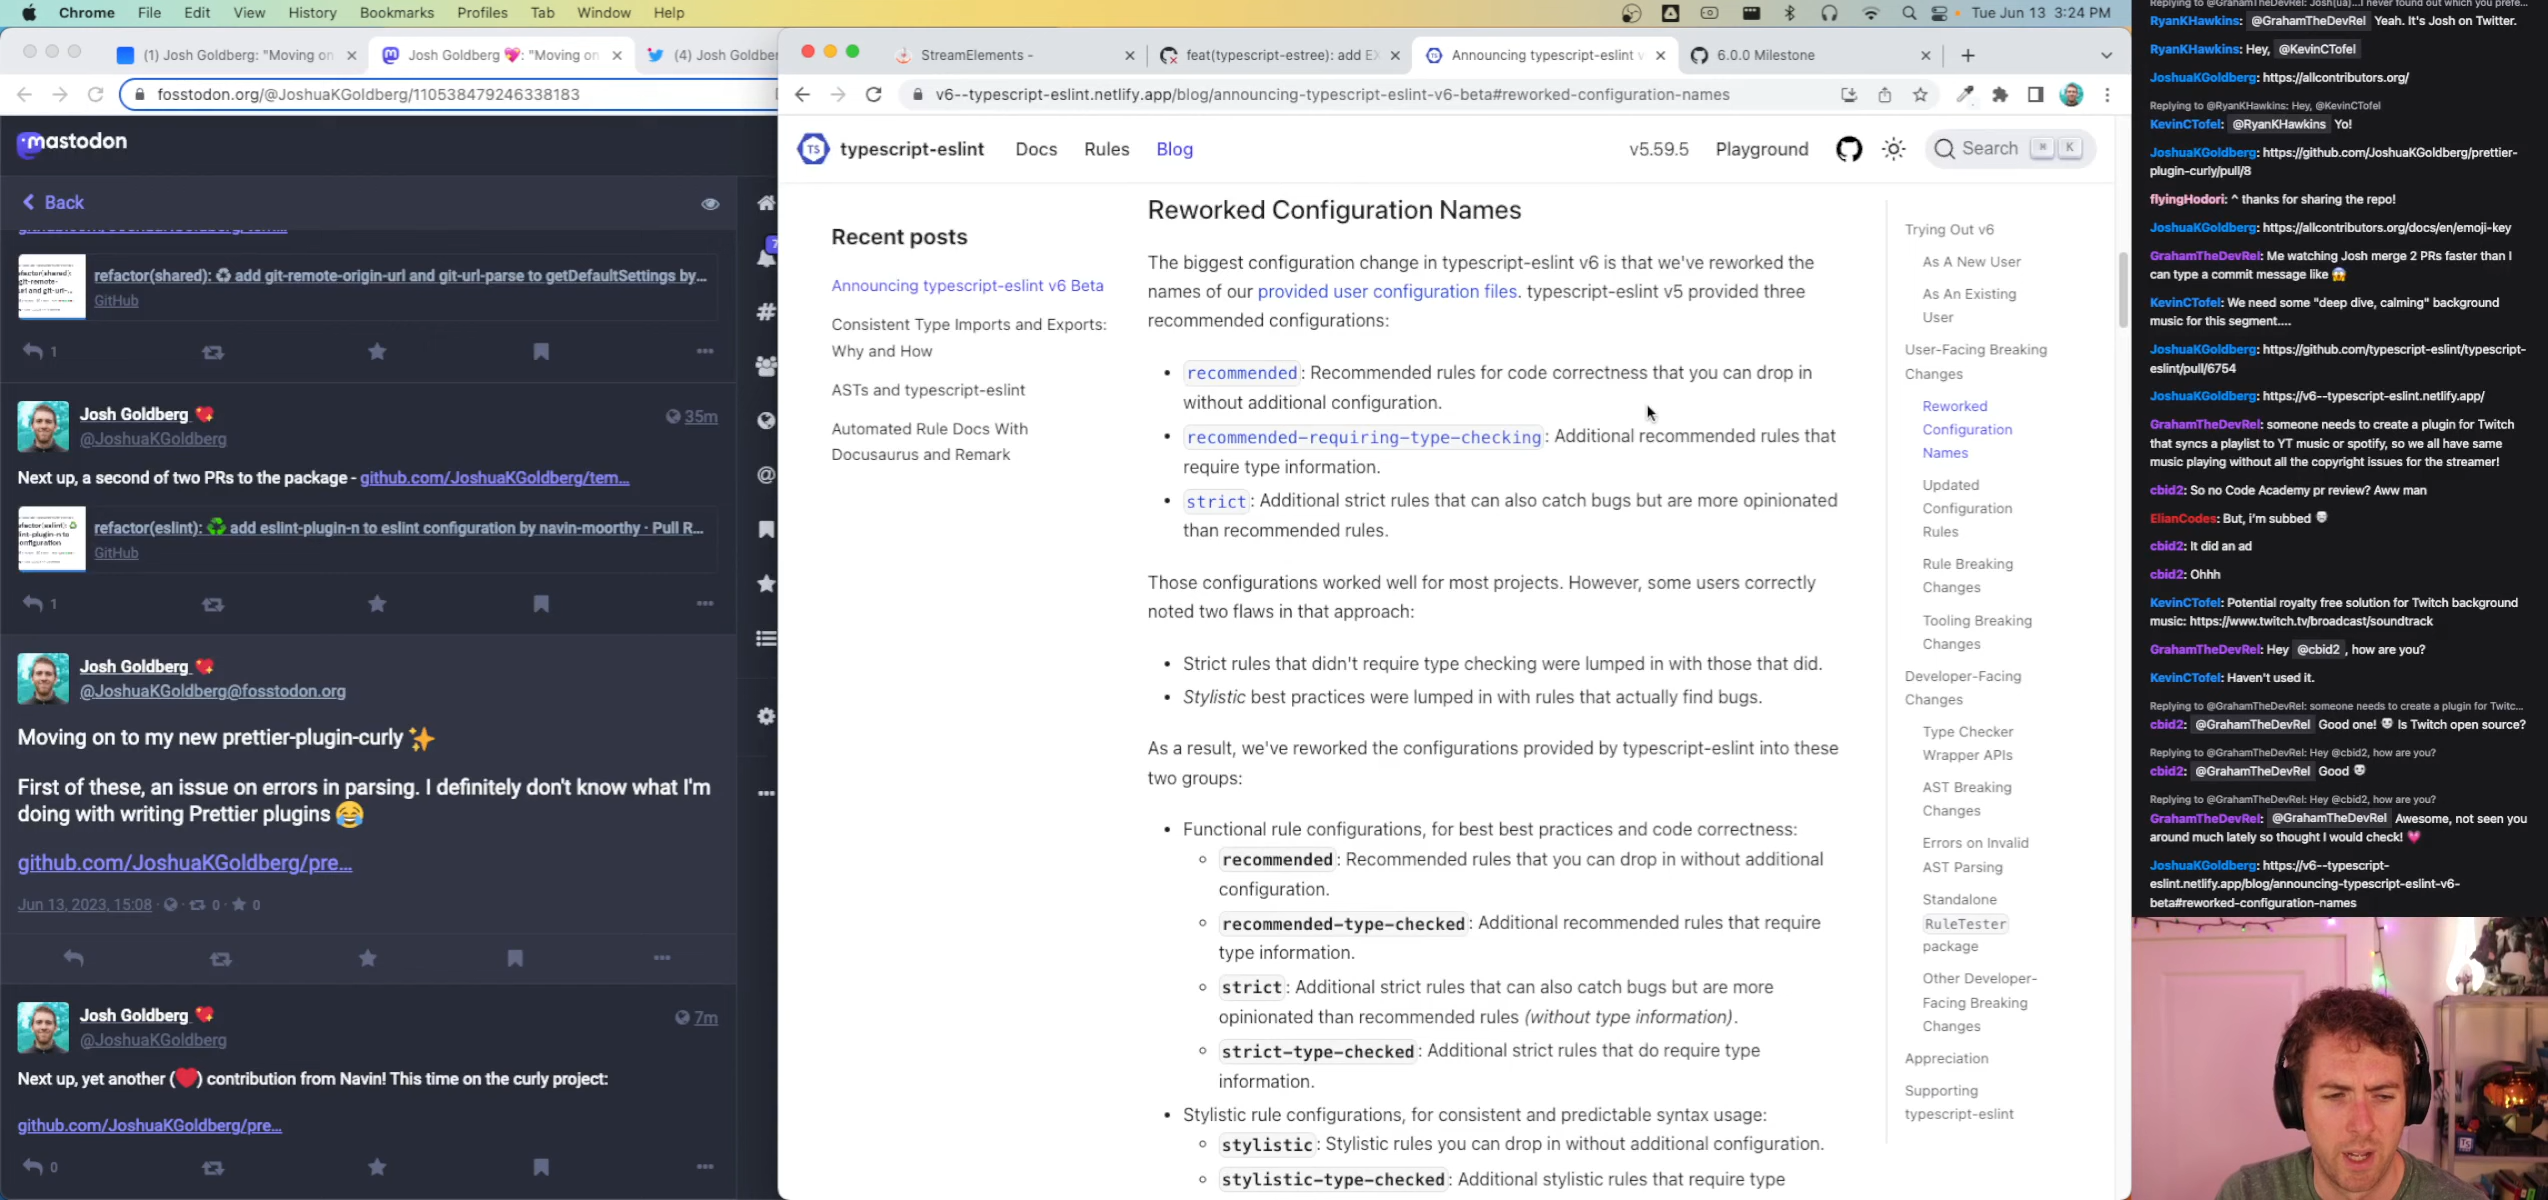 Chrome File Edit View History Bookmarks Profiles Tab Window Help
Tue Jun 13 3:24 PM
(1) Josh Goldberg: "Moving on
Josh Goldberg 💖: "Moving on
(4) Josh Goldber
fosstodon.org/@JoshuaKGoldberg/110538479246338183
mastodon
Back
refactor(shared): ♻️ add git-remote-origin-url and git-url-parse to getDefaultSettings by...
GitHub
1
Josh Goldberg 💖
35m
@JoshuaKGoldberg
Next up, a second of two PRs to the package - github.com/JoshuaKGoldberg/tem...
refactor(eslint): ♻️ add eslint-plugin-n to eslint configuration by navin-moorthy · Pull R...
GitHub
1
Josh Goldberg 💖
@JoshuaKGoldberg@fosstodon.org
Moving on to my new prettier-plugin-curly ✨
First of these, an issue on errors in parsing. I definitely don't know what I'm
doing with writing Prettier plugins 😂
github.com/JoshuaKGoldberg/pre...
Jun 13, 2023, 15:08 · 0 · 0
Josh Goldberg 💖
7m
@JoshuaKGoldberg
Next up, yet another (❤️) contribution from Navin! This time on the curly project:
github.com/JoshuaKGoldberg/pre...
0
7
StreamElements -
feat(typescript-estree): add EX
Announcing typescript-eslint v
6.0.0 Milestone
v6--typescript-eslint.netlify.app/blog/announcing-typescript-eslint-v6-beta#reworked-configuration-names
TS
typescript-eslint Docs Rules Blog
v5.59.5 Playground
Search ⌘ K
Recent posts
Announcing typescript-eslint v6 Beta
Consistent Type Imports and Exports:
Why and How
ASTs and typescript-eslint
Automated Rule Docs With
Docusaurus and Remark
Reworked Configuration Names
The biggest configuration change in typescript-eslint v6 is that we've reworked the
names of our provided user configuration files. typescript-eslint v5 provided three
recommended configurations:
• recommended: Recommended rules for code correctness that you can drop in
without additional configuration.
• recommended-requiring-type-checking: Additional recommended rules that
require type information.
• strict: Additional strict rules that can also catch bugs but are more opinionated
than recommended rules.
Those configurations worked well for most projects. However, some users correctly
noted two flaws in that approach:
• Strict rules that didn't require type checking were lumped in with those that did.
• Stylistic best practices were lumped in with rules that actually find bugs.
As a result, we've reworked the configurations provided by typescript-eslint into these
two groups:
• Functional rule configurations, for best best practices and code correctness:
◦ recommended: Recommended rules that you can drop in without additional
configuration.
◦ recommended-type-checked: Additional recommended rules that require
type information.
◦ strict: Additional strict rules that can also catch bugs but are more
opinionated than recommended rules (without type information).
◦ strict-type-checked: Additional strict rules that do require type
information.
• Stylistic rule configurations, for consistent and predictable syntax usage:
◦ stylistic: Stylistic rules you can drop in without additional configuration.
◦ stylistic-type-checked: Additional stylistic rules that require type
Trying Out v6
As A New User
As An Existing
User
User-Facing Breaking
Changes
Reworked
Configuration
Names
Updated
Configuration
Rules
Rule Breaking
Changes
Tooling Breaking
Changes
Developer-Facing
Changes
Type Checker
Wrapper APIs
AST Breaking
Changes
Errors on Invalid
AST Parsing
Standalone
RuleTester
package
Other Developer-
Facing Breaking
Changes
Appreciation
Supporting
typescript-eslint
Replying to @GrahamTheDevRel: Josh(ua)...I never found out which you prefe...
RyanKHawkins: @GrahamTheDevRel Yeah. It's Josh on Twitter.
RyanKHawkins: Hey, @KevinCTofel
JoshuaKGoldberg: https://allcontributors.org/
Replying to @RyanKHawkins: Hey, @KevinCTofel
KevinCTofel: @RyanKHawkins Yo!
JoshuaKGoldberg: https://github.com/JoshuaKGoldberg/prettier-
plugin-curly/pull/8
flyingHodori: ^ thanks for sharing the repo!
JoshuaKGoldberg: https://allcontributors.org/docs/en/emoji-key
GrahamTheDevRel: Me watching Josh merge 2 PRs faster than I
can type a commit message like 😱
KevinCTofel: We need some "deep dive, calming" background
music for this segment....
JoshuaKGoldberg: https://github.com/typescript-eslint/typescript-
eslint/pull/6754
JoshuaKGoldberg: https://v6--typescript-eslint.netlify.app/
GrahamTheDevRel: someone needs to create a plugin for Twitch
that syncs a playlist to YT music or spotify, so we all have same
music playing without all the copyright issues for the streamer!
cbid2: So no Code Academy pr review? Aww man
ElianCodes: But, i'm subbed
cbid2: It did an ad
cbid2: Ohhh
KevinCTofel: Potential royalty free solution for Twitch background
music: https://www.twitch.tv/broadcast/soundtrack
GrahamTheDevRel: Hey @cbid2 , how are you?
KevinCTofel: Haven't used it.
Replying to @GrahamTheDevRel: someone needs to create a plugin for Twitc...
cbid2: @GrahamTheDevRel Good one! Is Twitch open source?
Replying to @GrahamTheDevRel: Hey @cbid2, how are you?
cbid2: @GrahamTheDevRel Good
Replying to @GrahamTheDevRel: Hey @cbid2, how are you?
GrahamTheDevRel: @GrahamTheDevRel Awesome, not seen you
around much lately so thought I would check! 💗
JoshuaKGoldberg: https://v6--typescript-
eslint.netlify.app/blog/announcing-typescript-eslint-v6-
beta#reworked-configuration-names